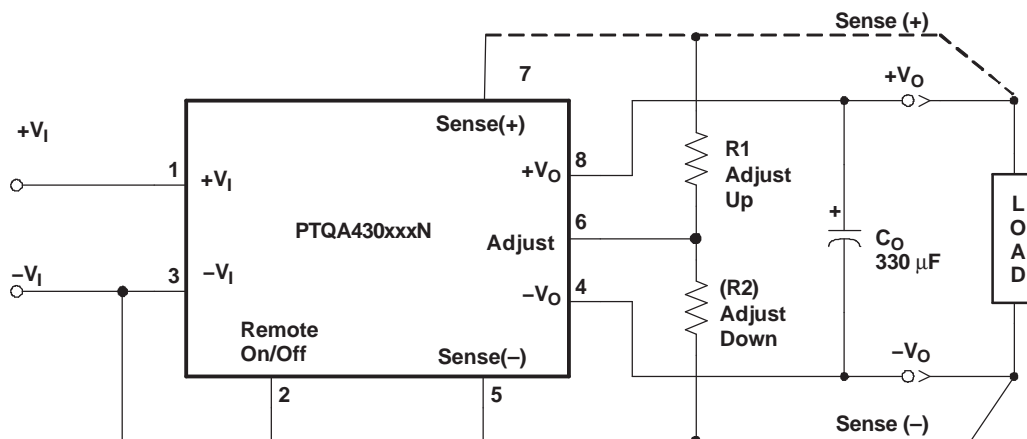 Sense (+)
7
+VO
+VI
Sense(+)
8
R1
Adjust
Up
1
+VI
+VO
L
O
A
D
6
PTQA430xxxN
Adjust
+
CO
330 μF
–VI
3
–VI
–VO
4
(R2)
Adjust
Down
Remote
On/Off
Sense(–)
–VO
2
5
Sense (–)